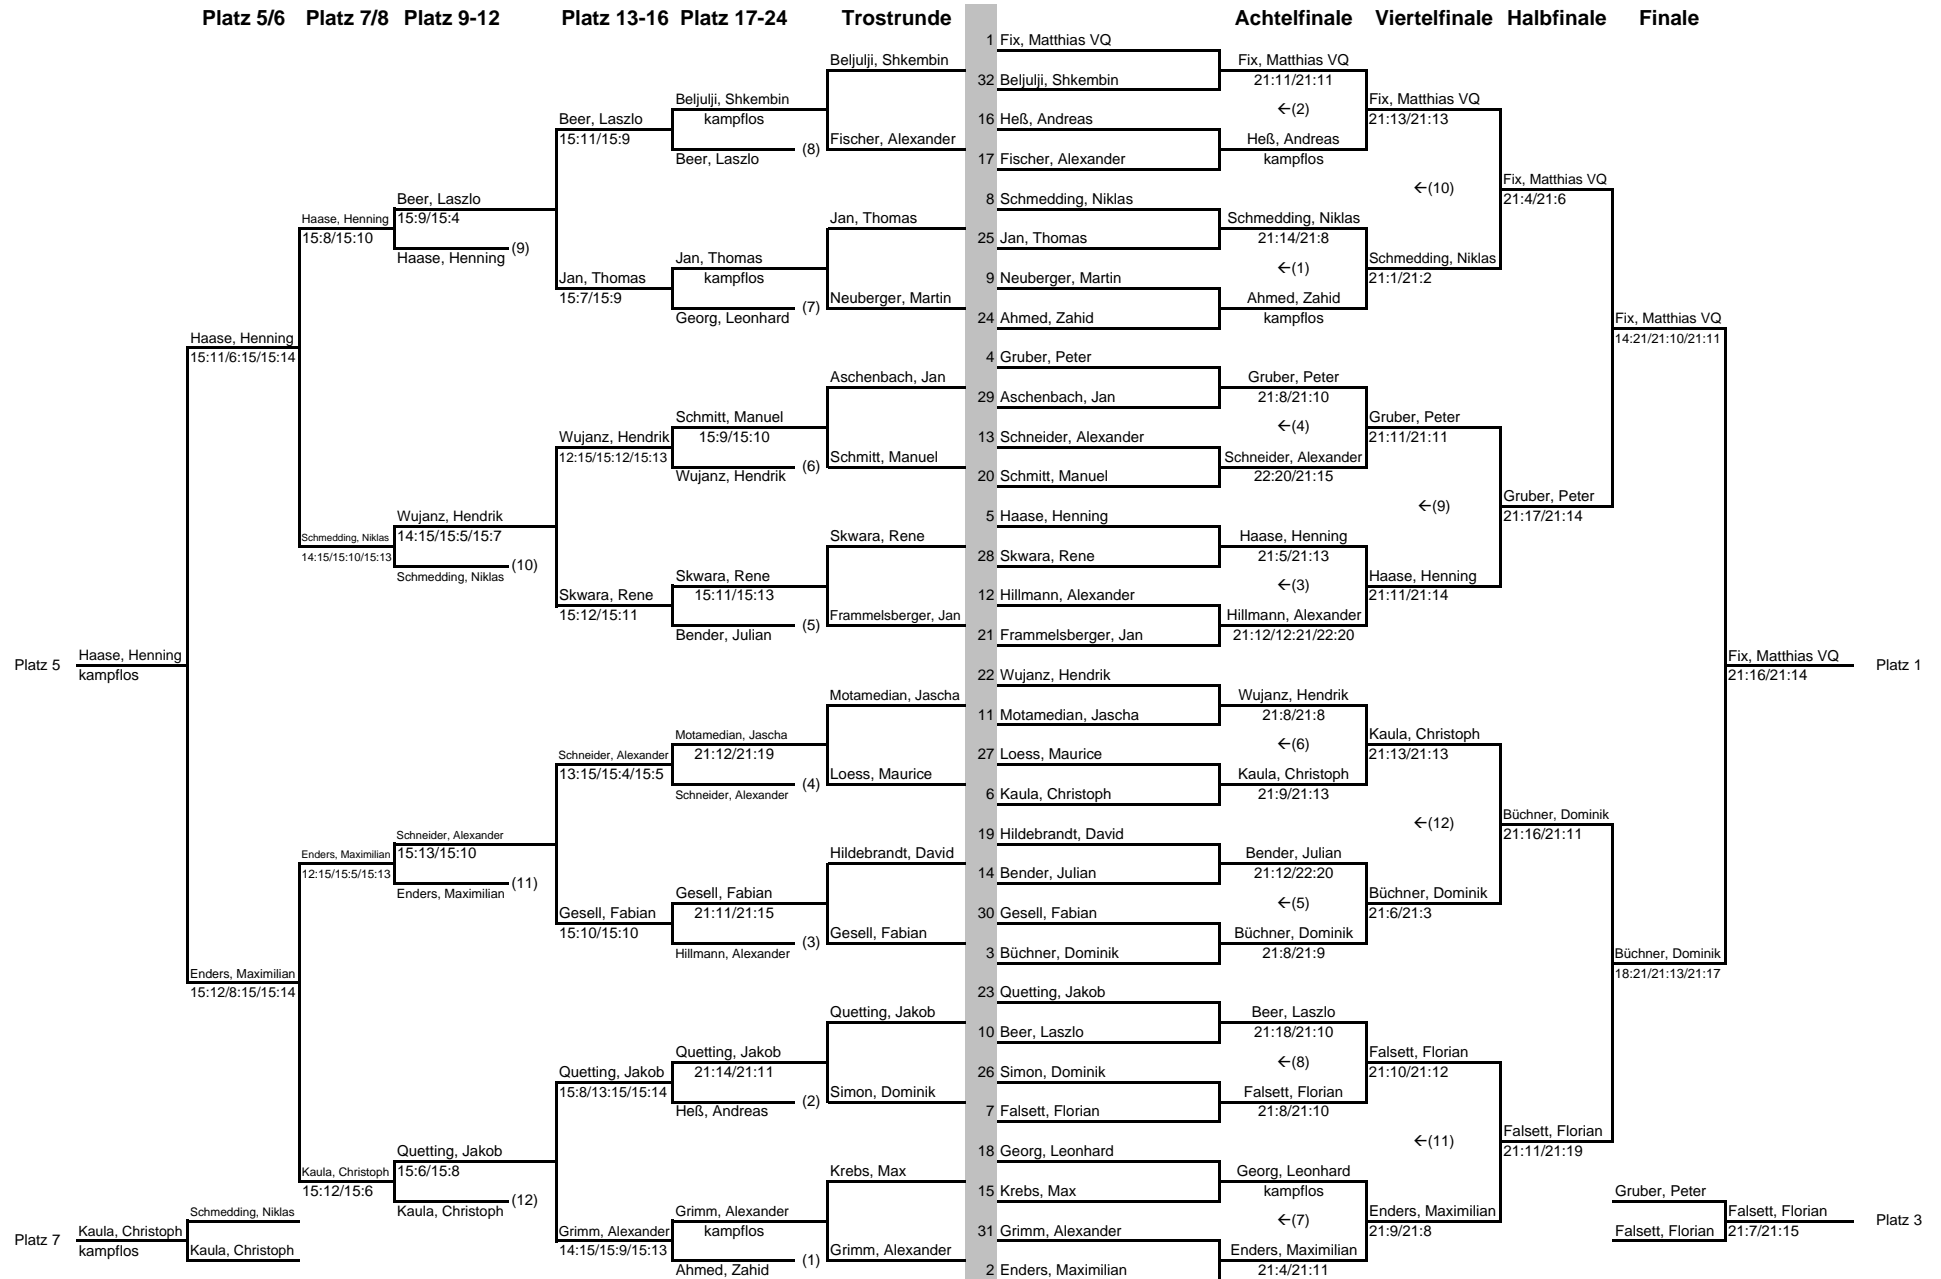 Platz 5/6 Platz 7/8 Platz 9-12 Platz 13-16 Platz 17-24 Trostrunde Achtelfinale Viertelfinale Halbfinale Finale
1 Fix, Matthias VQ
Beljulji, Shkembin Fix, Matthias VQ
32 Beljulji, Shkembin 21:11/21:11
Beljulji, Shkembin ←(2) Fix, Matthias VQ
Beer, Laszlo kampflos 16 Heß, Andreas 21:13/21:13
15:11/15:9 Fischer, Alexander Heß, Andreas
Beer, Laszlo (8) 17 Fischer, Alexander kampflos
←(10) Fix, Matthias VQ
Beer, Laszlo 8 Schmedding, Niklas 21:4/21:6
Haase, Henning 15:9/15:4 Jan, Thomas Schmedding, Niklas
15:8/15:10 25 Jan, Thomas 21:14/21:8
Haase, Henning (9) Jan, Thomas ←(1) Schmedding, Niklas
Jan, Thomas kampflos 9 Neuberger, Martin 21:1/21:2
15:7/15:9 Neuberger, Martin Ahmed, Zahid
Georg, Leonhard (7) 24 Ahmed, Zahid kampflos Fix, Matthias VQ
Haase, Henning 14:21/21:10/21:11
15:11/6:15/15:14 4 Gruber, Peter
Aschenbach, Jan Gruber, Peter
29 Aschenbach, Jan 21:8/21:10
Schmitt, Manuel ←(4) Gruber, Peter
Wujanz, Hendrik 15:9/15:10 13 Schneider, Alexander 21:11/21:11
12:15/15:12/15:13 Schmitt, Manuel Schneider, Alexander
Wujanz, Hendrik (6) 20 Schmitt, Manuel 22:20/21:15
←(9) Gruber, Peter
Wujanz, Hendrik 5 Haase, Henning 21:17/21:14
Schmedding, Niklas 14:15/15:5/15:7 Skwara, Rene Haase, Henning
14:15/15:10/15:13 28 Skwara, Rene 21:5/21:13
Schmedding, Niklas (10) Skwara, Rene ←(3) Haase, Henning
Skwara, Rene 15:11/15:13 12 Hillmann, Alexander 21:11/21:14
15:12/15:11 Frammelsberger, Jan Hillmann, Alexander
Bender, Julian (5) 21 Frammelsberger, Jan 21:12/12:21/22:20
Platz 5 Haase, Henning Fix, Matthias VQ Platz 1
kampflos 22 Wujanz, Hendrik 21:16/21:14
Motamedian, Jascha Wujanz, Hendrik
11 Motamedian, Jascha 21:8/21:8
Motamedian, Jascha ←(6) Kaula, Christoph
Schneider, Alexander 21:12/21:19 27 Loess, Maurice 21:13/21:13
13:15/15:4/15:5 Loess, Maurice Kaula, Christoph
Schneider, Alexander (4) 6 Kaula, Christoph 21:9/21:13
←(12) Büchner, Dominik
Schneider, Alexander 19 Hildebrandt, David 21:16/21:11
Enders, Maximilian 15:13/15:10 Hildebrandt, David Bender, Julian
12:15/15:5/15:13 14 Bender, Julian 21:12/22:20
Enders, Maximilian (11) Gesell, Fabian ←(5) Büchner, Dominik
Gesell, Fabian 21:11/21:15 30 Gesell, Fabian 21:6/21:3
15:10/15:10 Gesell, Fabian Büchner, Dominik
Hillmann, Alexander (3) 3 Büchner, Dominik 21:8/21:9 Büchner, Dominik
Enders, Maximilian 18:21/21:13/21:17
15:12/8:15/15:14 23 Quetting, Jakob
Quetting, Jakob Beer, Laszlo
10 Beer, Laszlo 21:18/21:10
Quetting, Jakob ←(8) Falsett, Florian
Quetting, Jakob 21:14/21:11 26 Simon, Dominik 21:10/21:12
15:8/13:15/15:14 Simon, Dominik Falsett, Florian
Heß, Andreas (2) 7 Falsett, Florian 21:8/21:10
←(11) Falsett, Florian
Quetting, Jakob 18 Georg, Leonhard 21:11/21:19
Kaula, Christoph 15:6/15:8 Krebs, Max Georg, Leonhard
15:12/15:6 15 Krebs, Max kampflos Gruber, Peter
Schmedding, Niklas Kaula, Christoph (12) Grimm, Alexander ←(7) Enders, Maximilian Falsett, Florian Platz 3
Platz 7 Kaula, Christoph Grimm, Alexander kampflos 31 Grimm, Alexander 21:9/21:8 Falsett, Florian 21:7/21:15
kampflos Kaula, Christoph 14:15/15:9/15:13 Grimm, Alexander Enders, Maximilian
Ahmed, Zahid (1) 2 Enders, Maximilian 21:4/21:11